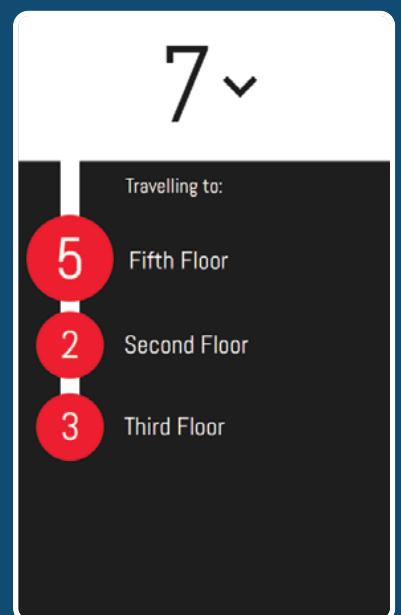 7
Travelling to:
5 Fifth Floor
2 Second Floor
3 Third Floor